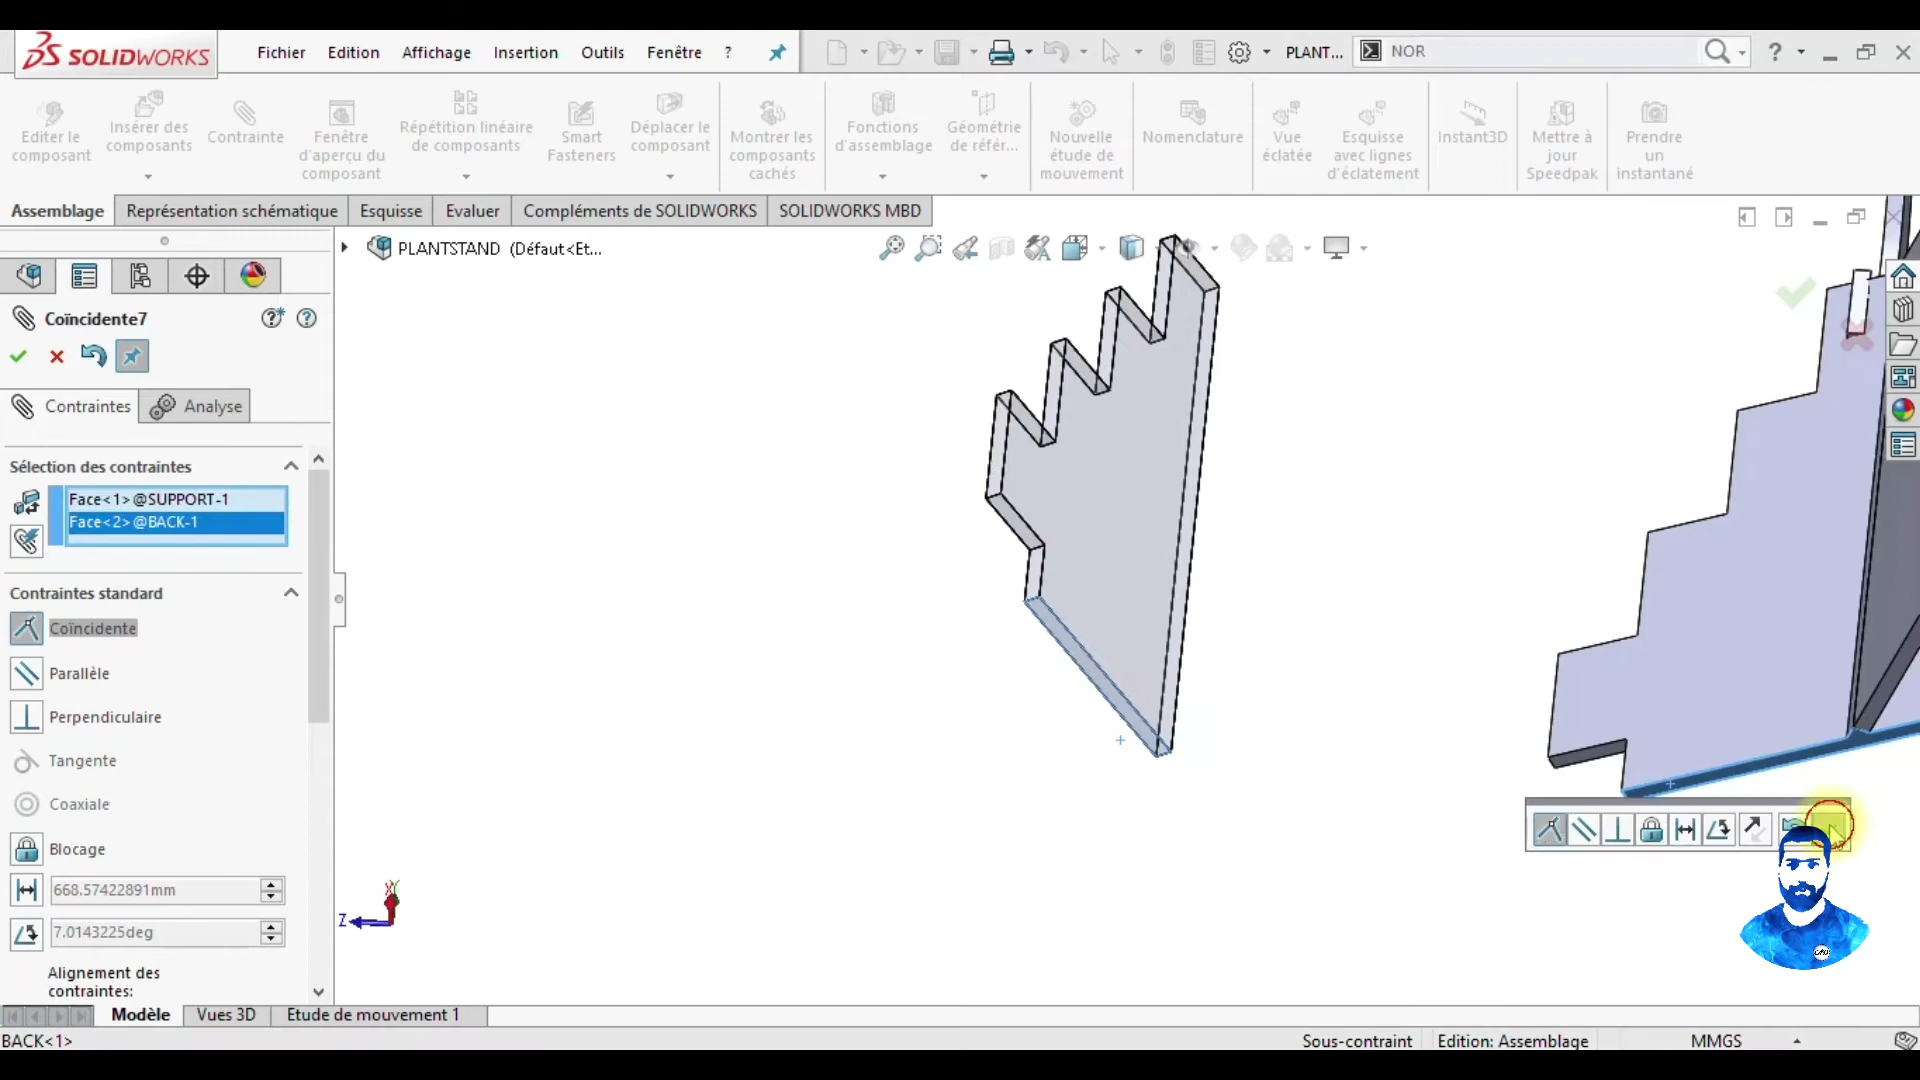 SOLIDWORKS
Fichier Edition Affichage Insertion Outils Fenêtre ?
PLANT... NOR ?
Editer le composant
Insérer des composants
Contrainte
Fenêtre d'aperçu du composant
Répétition linéaire de composants
Smart Fasteners
Déplacer le composant
Montrer les composants cachés
Fonctions d'assemblage
Géométrie de référ...
Nouvelle étude de mouvement
Nomenclature
Vue éclatée
Esquisse avec lignes d'éclatement
Instant3D
Mettre à jour Speedpak
Prendre un instantané
Assemblage Représentation schématique Esquisse Evaluer Compléments de SOLIDWORKS SOLIDWORKS MBD
PLANTSTAND (Défaut<Et...
Coïncidente7
Contraintes Analyse
Sélection des contraintes
Face<1>@SUPPORT-1
Face<2>@BACK-1
Contraintes standard
Coïncidente
Parallèle
Perpendiculaire
Tangente
Coaxiale
Blocage
668.57422891mm
7.0143225deg
Alignement des
contraintes:
Z
Modèle Vues 3D Etude de mouvement 1
BACK<1> Sous-contraint Edition: Assemblage MMGS